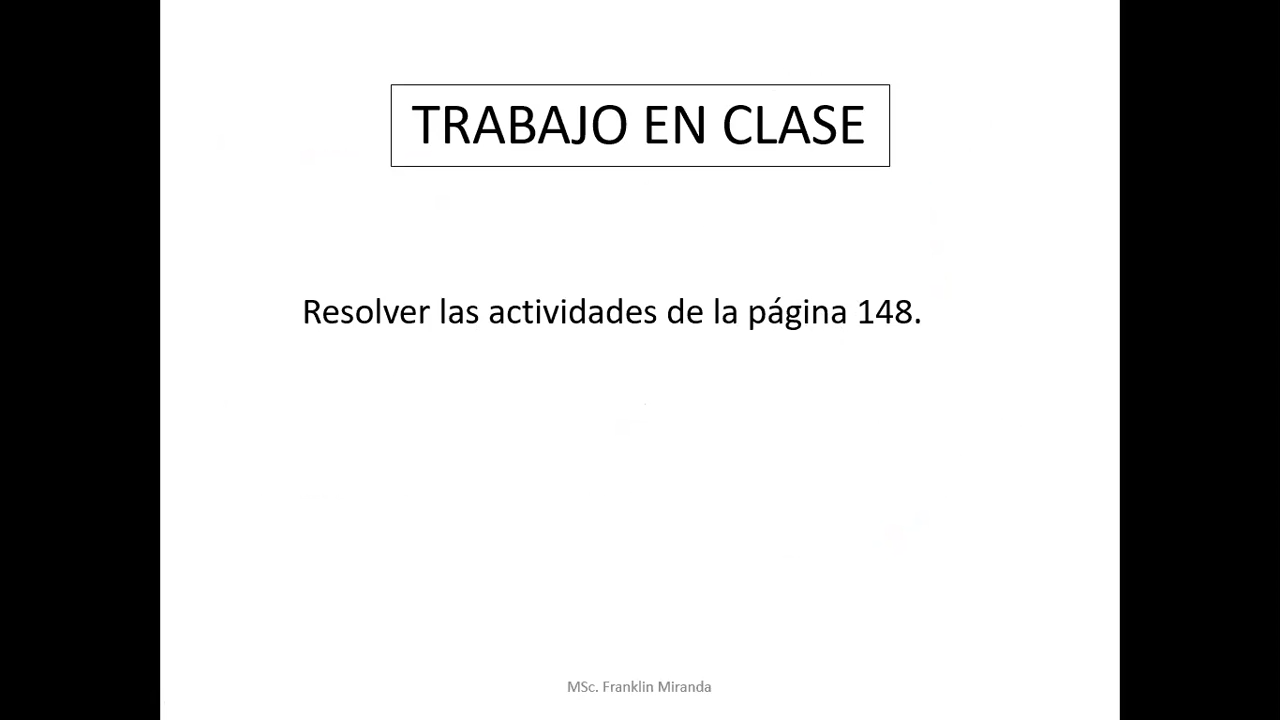 TRABAJO EN CLASE
Resolver las actividades de la página 148.
MSc. Franklin Miranda